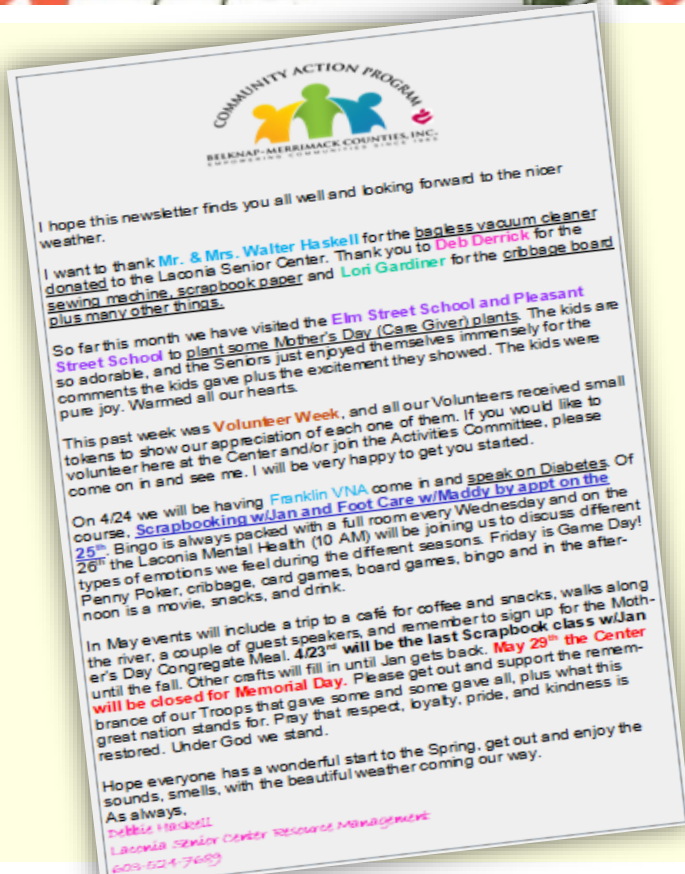 COMMUNITY ACTION PROGRAM
BELKNAP-MERRIMACK COUNTIES, INC.
EMPOWERING COMMUNITIES SINCE 1965
I hope this newsletter finds you all well and looking forward to the nicer
weather.
I want to thank Mr. & Mrs. Walter Haskell for the bagless vacuum cleaner
donated to the Laconia Senior Center. Thank you to Deb Derrick for the
sewing machine, scrapbook paper and Lori Gardiner for the cribbage board
plus many other things.
So far this month we have visited the Elm Street School and Pleasant
Street School to plant some Mother's Day (Care Giver) plants. The kids are
so adorable, and the Seniors just enjoyed themselves immensely for the
comments the kids gave plus the excitement they showed. The kids were
pure joy. Warmed all our hearts.
This past week was Volunteer Week, and all our Volunteers received small
tokens to show our appreciation of each one of them. If you would like to
volunteer here at the Center and/or join the Activities Committee, please
come on in and see me. I will be very happy to get you started.
On 4/24 we will be having Franklin VNA come in and speak on Diabetes. Of
course, Scrapbooking w/Jan and Foot Care w/Maddy by appt on the
25th. Bingo is always packed with a full room every Wednesday and on the
26th the Laconia Mental Health (10 AM) will be joining us to discuss different
types of emotions we feel during the different seasons. Friday is Game Day!
Penny Poker, cribbage, card games, board games, bingo and in the after-
noon is a movie, snacks, and drink.
In May events will include a trip to a café for coffee and snacks, walks along
the river, a couple of guest speakers, and remember to sign up for the Moth-
er's Day Congregate Meal. 4/23rd will be the last Scrapbook class w/Jan
until the fall. Other crafts will fill in until Jan gets back. May 29th the Center
will be closed for Memorial Day. Please get out and support the remem-
brance of our Troops that gave some and some gave all, plus what this
great nation stands for. Pray that respect, loyalty, pride, and kindness is
restored. Under God we stand.
Hope everyone has a wonderful start to the Spring, get out and enjoy the
sounds, smells, with the beautiful weather coming our way.
As always,
Debbie Haskell
Laconia Senior Center Resource Management
603-524-7689